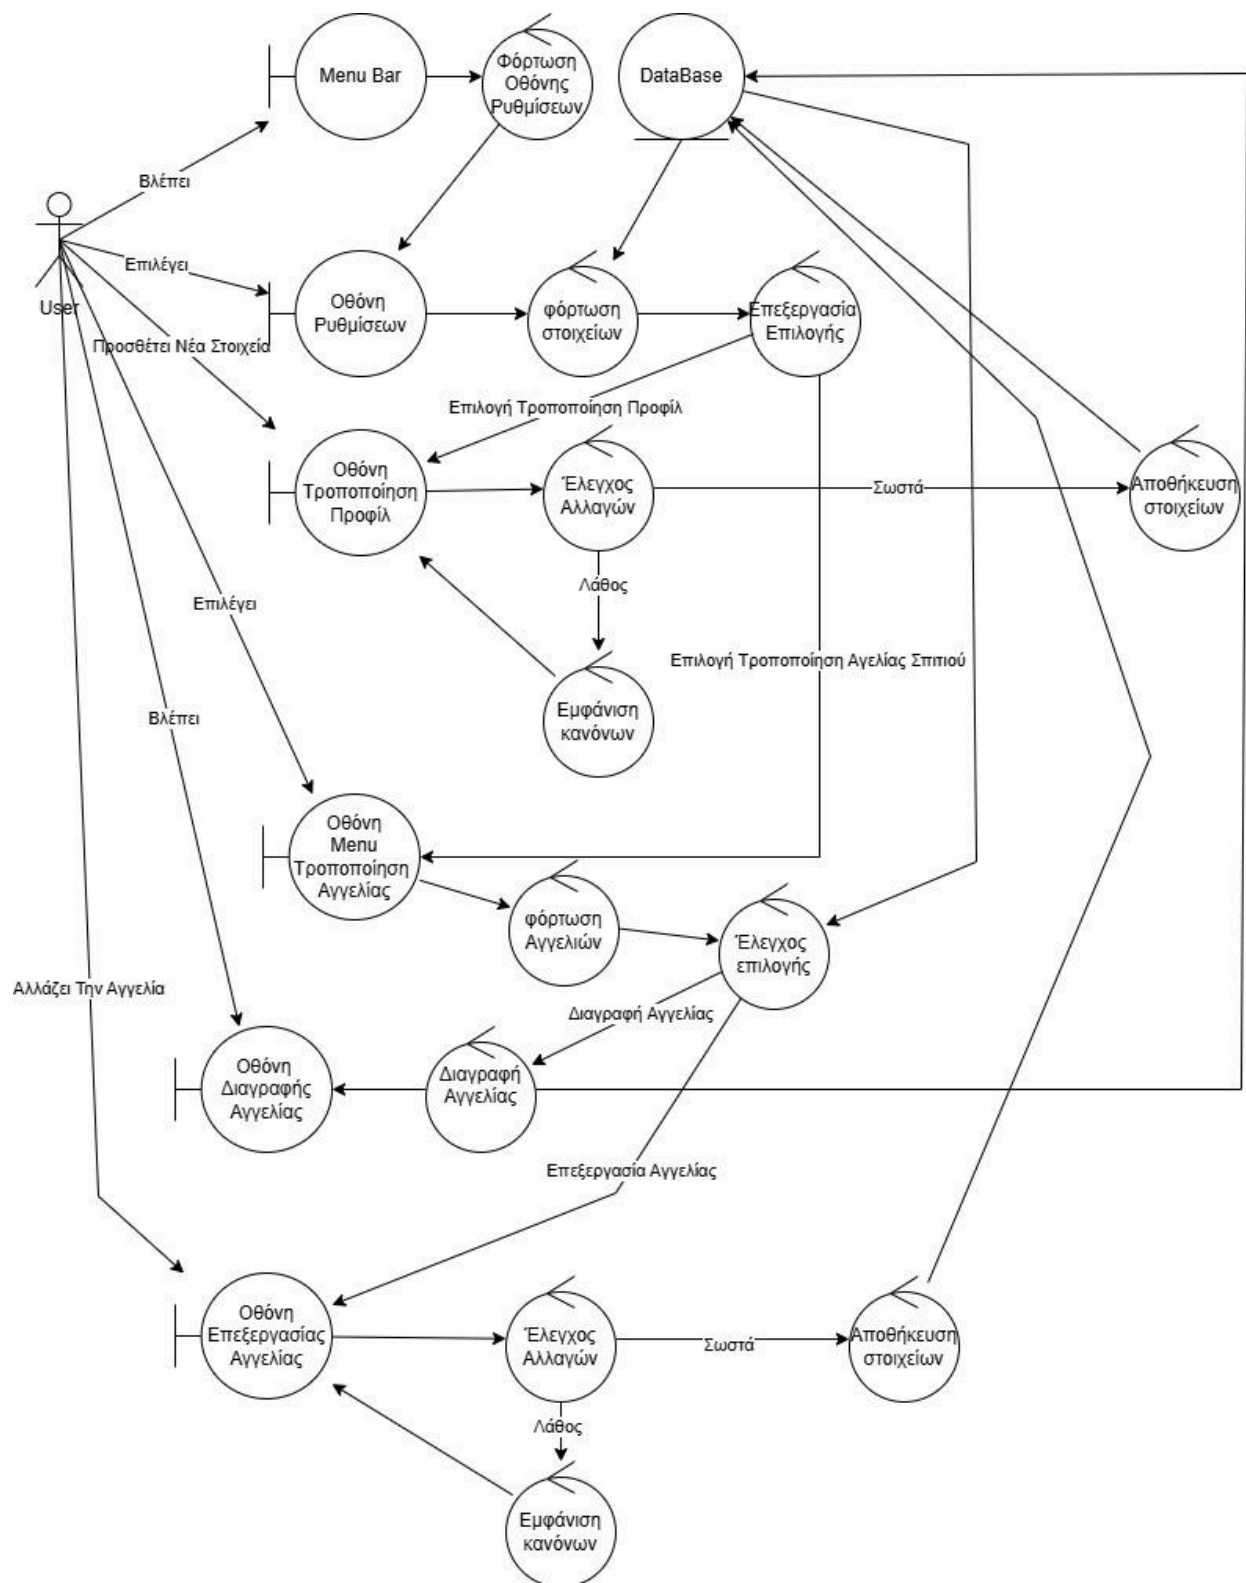 Menu Bar
Φόρτωση
Οθόνης
Ρυθμίσεων
DataBase
Βλέπει
User
Επιλέγει
Οθόνη
Ρυθμίσεων
φόρτωση
στοιχείων
Επεξεργασία
Επιλογής
Προσθέτει Νέα Στοιχεία
Επιλογή Τροποποίηση Προφίλ
Οθόνη
Τροποποίηση
Προφίλ
Έλεγχος
Αλλαγών
Σωστά
Αποθήκευση
στοιχείων
Λάθος
Επιλέγει
Επιλογή Τροποποίηση Αγελίας Σπιτιού
Εμφάνιση
κανόνων
Βλέπει
Οθόνη
Menu
Τροποποίηση
Αγγελίας
φόρτωση
Αγγελιών
Έλεγχος
επιλογής
Αλλάζει Την Αγγελία
Διαγραφή Αγγελίας
Οθόνη
Διαγραφής
Αγγελίας
Διαγραφή
Αγγελίας
Επεξεργασία Αγγελίας
Οθόνη
Επεξεργασίας
Αγγελίας
Έλεγχος
Αλλαγών
Σωστά
Αποθήκευση
στοιχείων
Λάθος
Εμφάνιση
κανόνων